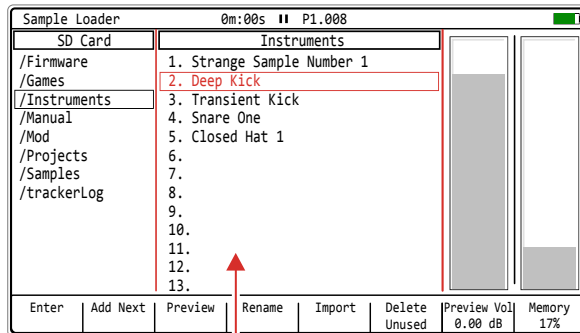 Sample Loader 0m:00s P1.008
SD Card
/Firmware
/Games
/Instruments
/Manual
/Mod
/Projects
/Samples
/trackerLog
Instruments
1. Strange Sample Number 1
2. Deep Kick
3. Transient Kick
4. Snare One
5. Closed Hat 1
6.
7.
8.
9.
10.
11.
12.
13.
Enter
Add Next
Preview
Rename
Import
Delete
Unused
Preview Vol
0.00 dB
Memory
17%